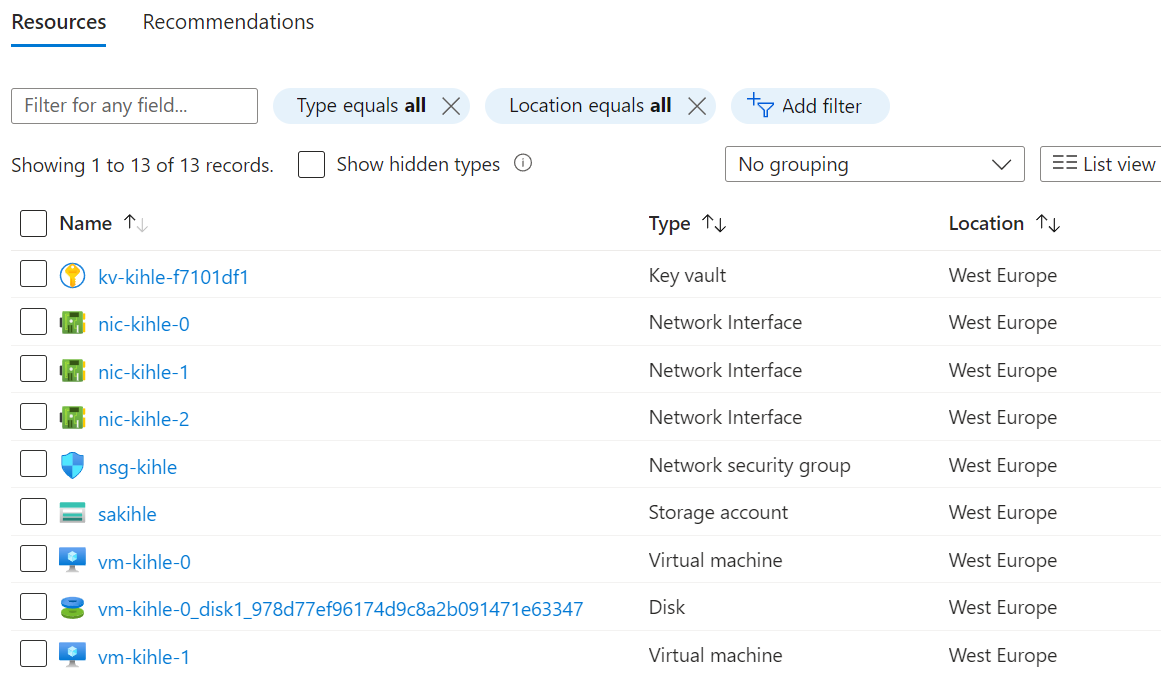 Resources Recommendations
Filter for any field... Type equals all Location equals all Add filter
Showing 1 to 13 of 13 records. Show hidden types No grouping List view
Name Type Location
kv-kihle-f7101df1 Key vault West Europe
nic-kihle-0 Network Interface West Europe
nic-kihle-1 Network Interface West Europe
nic-kihle-2 Network Interface West Europe
nsg-kihle Network security group West Europe
sakihle Storage account West Europe
vm-kihle-0 Virtual machine West Europe
vm-kihle-0_disk1_978d77ef96174d9c8a2b091471e63347 Disk West Europe
vm-kihle-1 Virtual machine West Europe